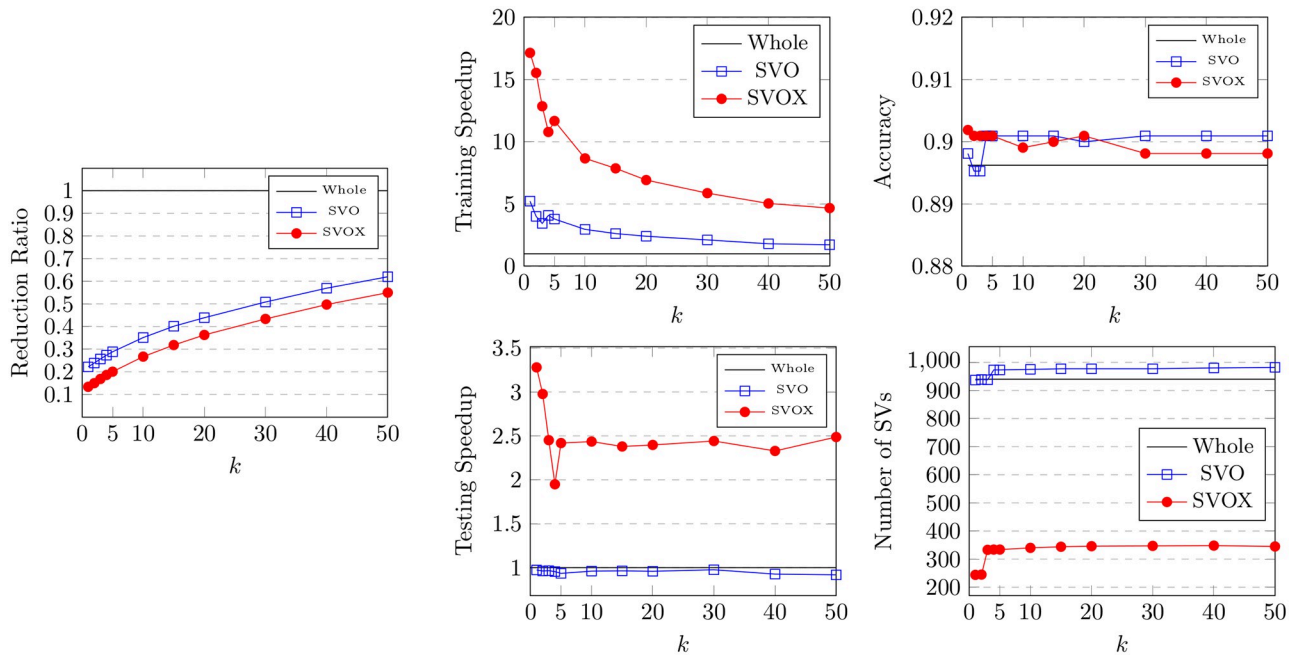 Reduction Ratio
1
0.9
0.8
0.7
0.6
0.5
0.4
0.3
0.2
0.1
0 5 10 20 30 40 50
k
Whole
SVO
SVOX
Training Speedup
20
15
10
5
0
0 5 10 20 30 40 50
k
Whole
SVO
SVOX
Accuracy
0.92
0.91
0.9
0.89
0.88
0 5 10 20 30 40 50
k
Whole
SVO
SVOX
Testing Speedup
3.5
3
2.5
2
1.5
1
0 5 10 20 30 40 50
k
Whole
SVO
SVOX
Number of SVs
1,000
900
800
700
600
500
400
300
200
0 5 10 20 30 40 50
k
Whole
SVO
SVOX